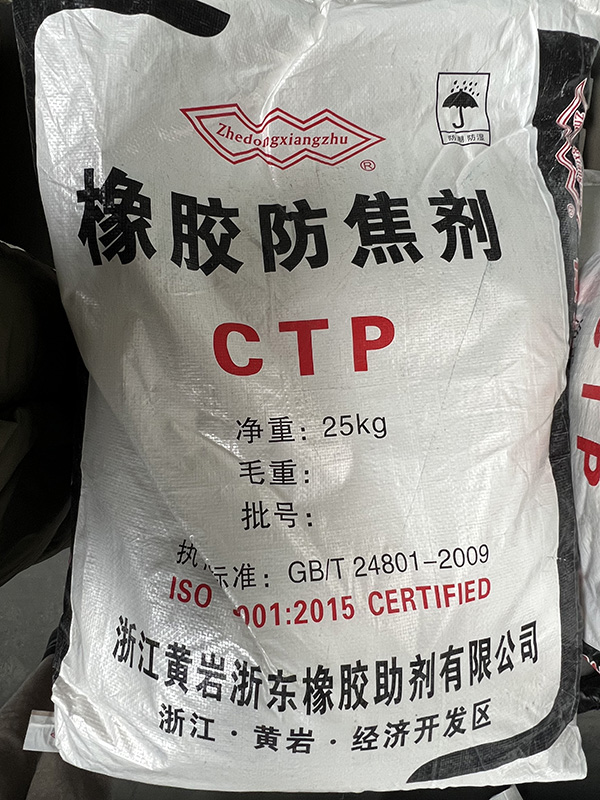 Zhedongxiangzhu
®
防潮 防湿
橡胶防焦剂
CTP
净重：25kg
毛重：
批号：
执 标准：GB/T 24801-2009
ISO 001:2015 CERTIFIED
浙江黄岩浙东橡胶助剂有限公司
浙江·黄岩·经济开发区
TP